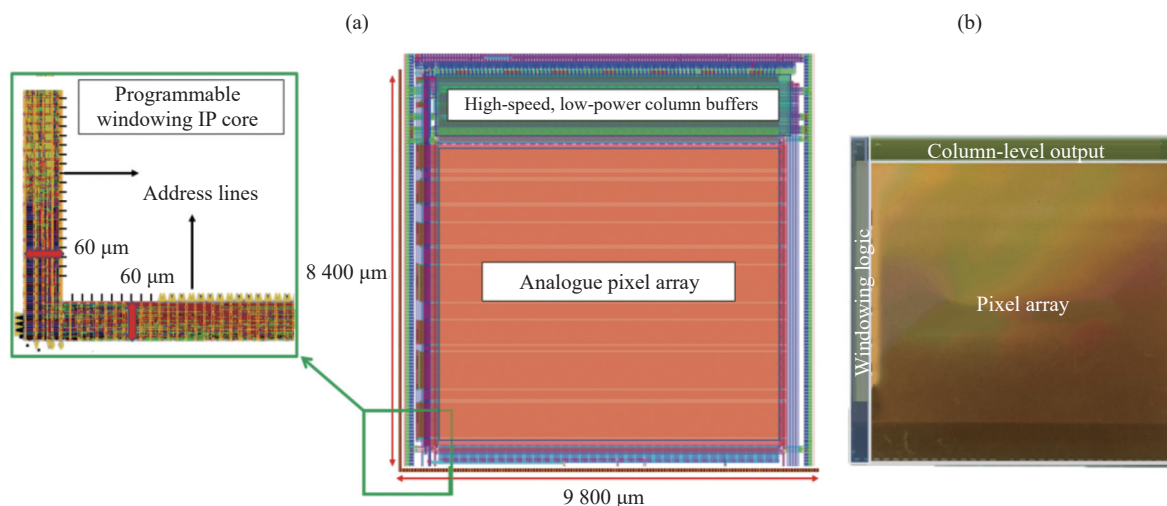 (a)
(b)
Programmable
windowing IP core
Address lines
60 μm
60 μm
High-speed, low-power column buffers
8 400 μm
Analogue pixel array
9 800 μm
Column-level output
Windowing logic
Pixel array